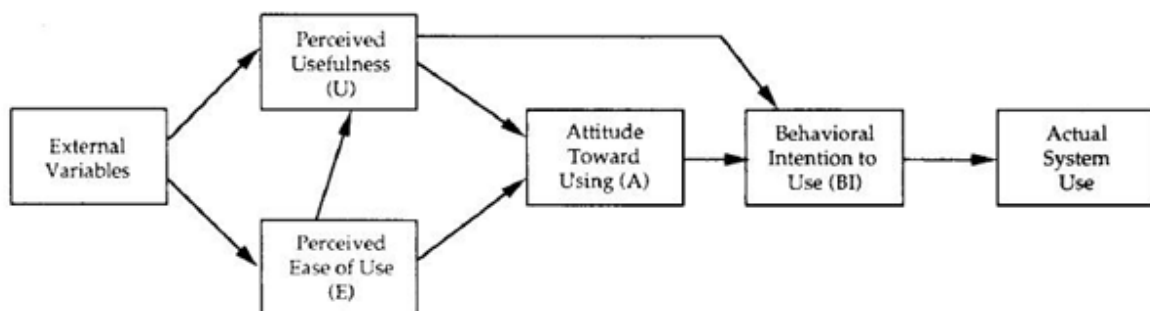 Perceived
Usefulness
(U)
External
Variables
Perceived
Ease of Use
(E)
Attitude
Toward
Using (A)
Behavioral
Intention to
Use (BI)
Actual
System
Use